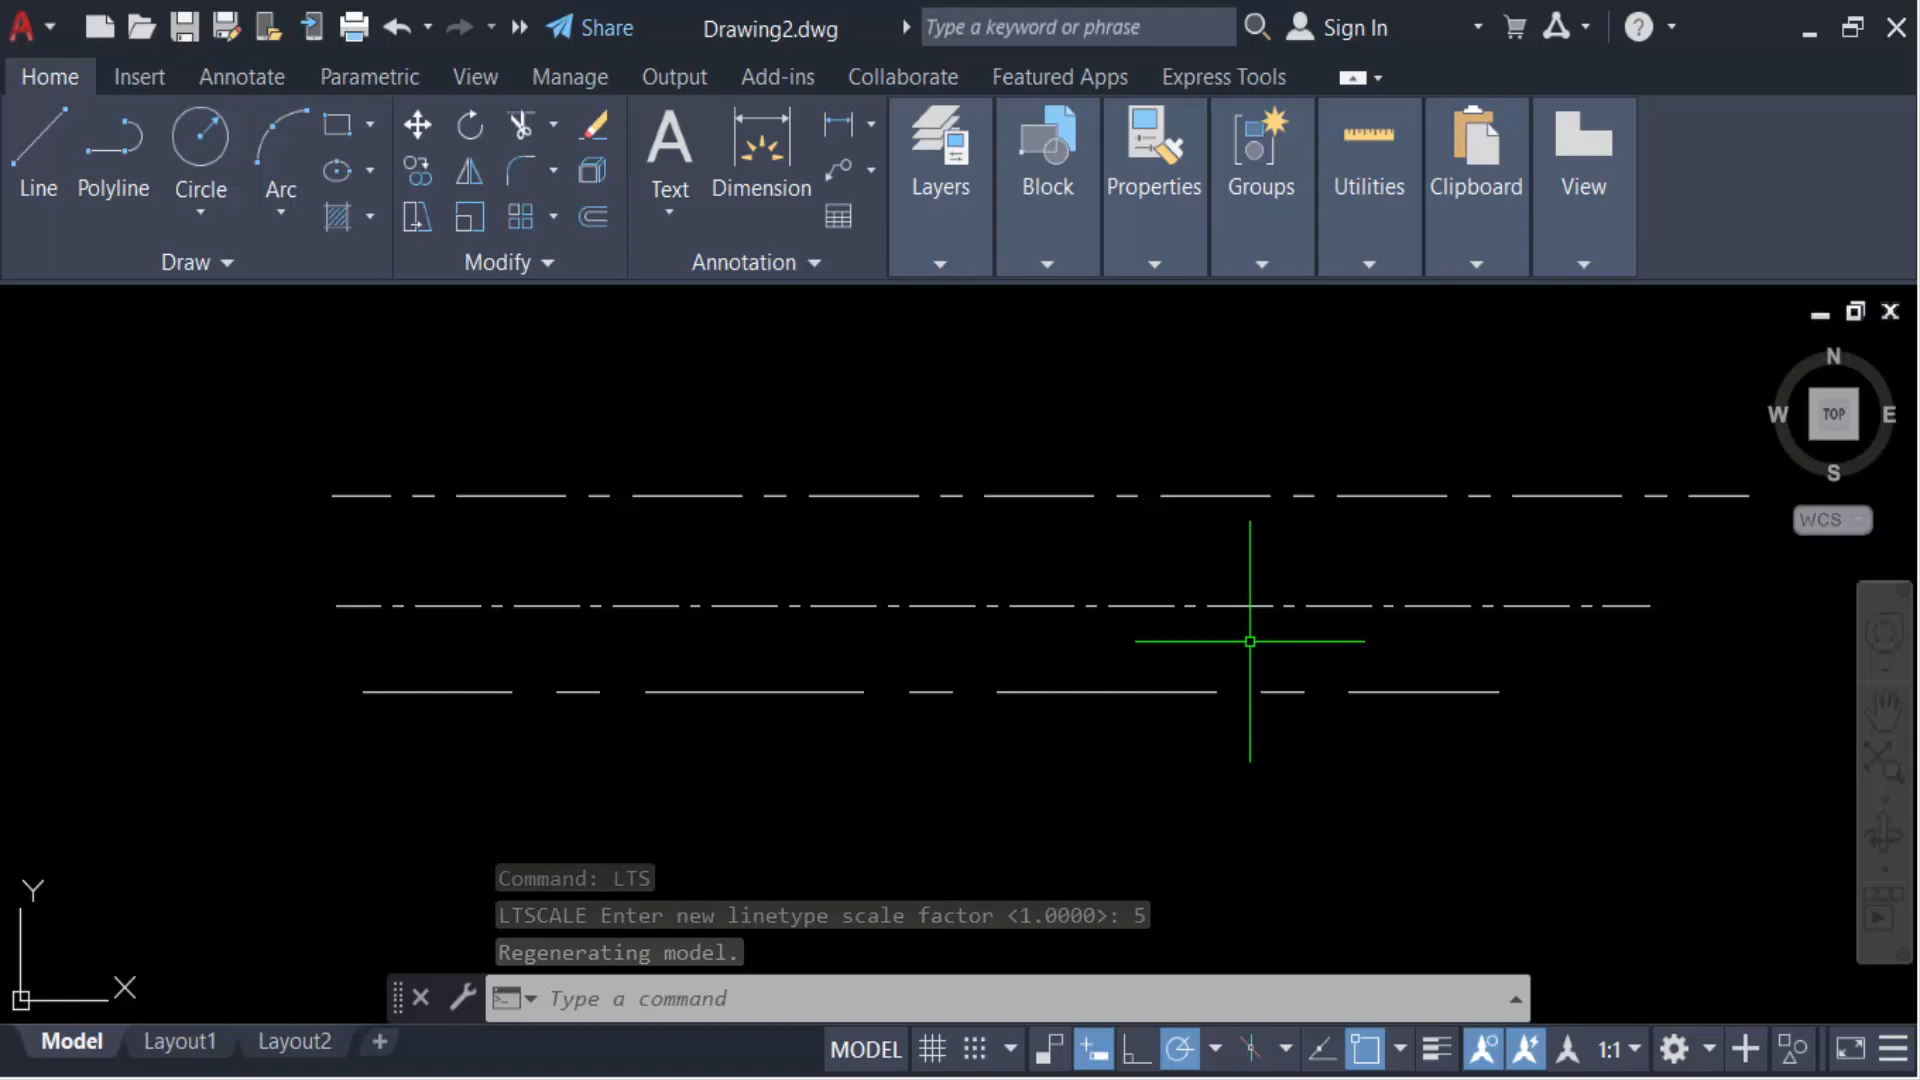 Share Drawing2.dwg Type a keyword or phrase Sign In
Home Insert Annotate Parametric View Manage Output Add-ins Collaborate Featured Apps Express Tools
Line Polyline Circle Arc Text Dimension Layers Block Properties Groups Utilities Clipboard View
Draw Modify Annotation
N
W TOP E
S
WCS
Command: LTS
LTSCALE Enter new linetype scale factor <1.0000>: 5
Regenerating model.
Y
X
Type a command
Model Layout1 Layout2 MODEL 1:1